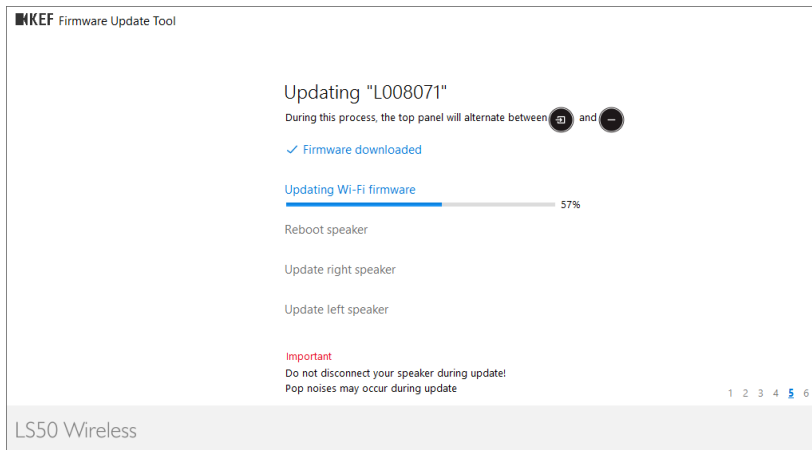 KEF Firmware Update Tool
Updating "L008071"
During this process, the top panel will alternate between and
Firmware downloaded
Updating Wi-Fi firmware
57%
Reboot speaker
Update right speaker
Update left speaker
Important
Do not disconnect your speaker during update!
Pop noises may occur during update
1 2 3 4 5 6
LS50 Wireless